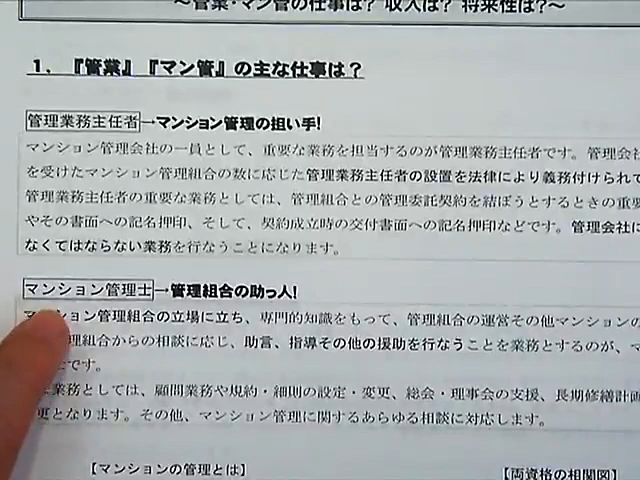 ～管業・マン管の仕事は？ 収入は？ 将来性は？～
１．『管業』『マン管』の主な仕事は？
管理業務主任者→マンション管理の担い手!
マンション管理会社の一員として、重要な業務を担当するのが管理業務主任者です。管理会社
を受けたマンション管理組合の数に応じた管理業務主任者の設置を法律により義務付けられて
管理業務主任者の重要な業務としては、管理組合との管理委託契約を結ぼうとするときの重要
やその書面への記名押印、そして、契約成立時の交付書面への記名押印などです。管理会社に
なくてはならない業務を行なうことになります。
マンション管理士→管理組合の助っ人!
ション管理組合の立場に立ち、専門的知識をもって、管理組合の運営その他マンションの
理組合からの相談に応じ、助言、指導その他の援助を行なうことを業務とするのが、マ
です。
業務としては、顧問業務や規約・細則の設定・変更、総会・理事会の支援、長期修繕計画
更となります。その他、マンション管理に関するあらゆる相談に対応します。
【マンションの管理とは】
【両資格の相関図】